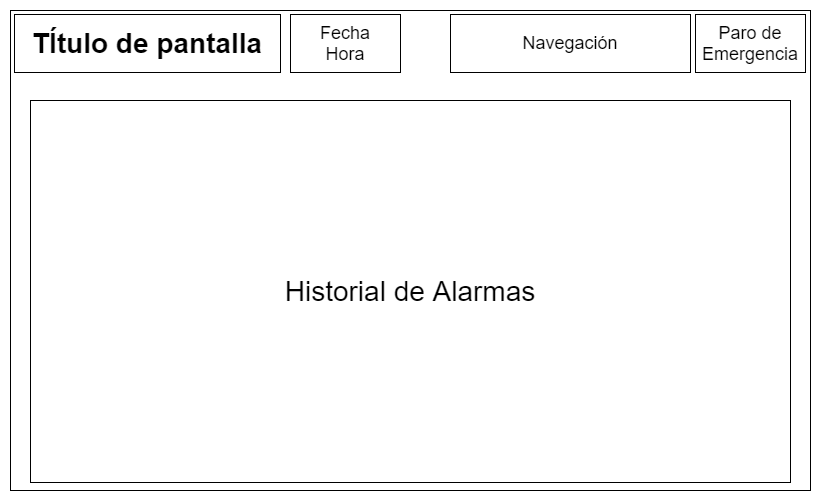 TÍtulo de pantalla
Fecha
Hora
Navegación
Paro de
Emergencia
Historial de Alarmas